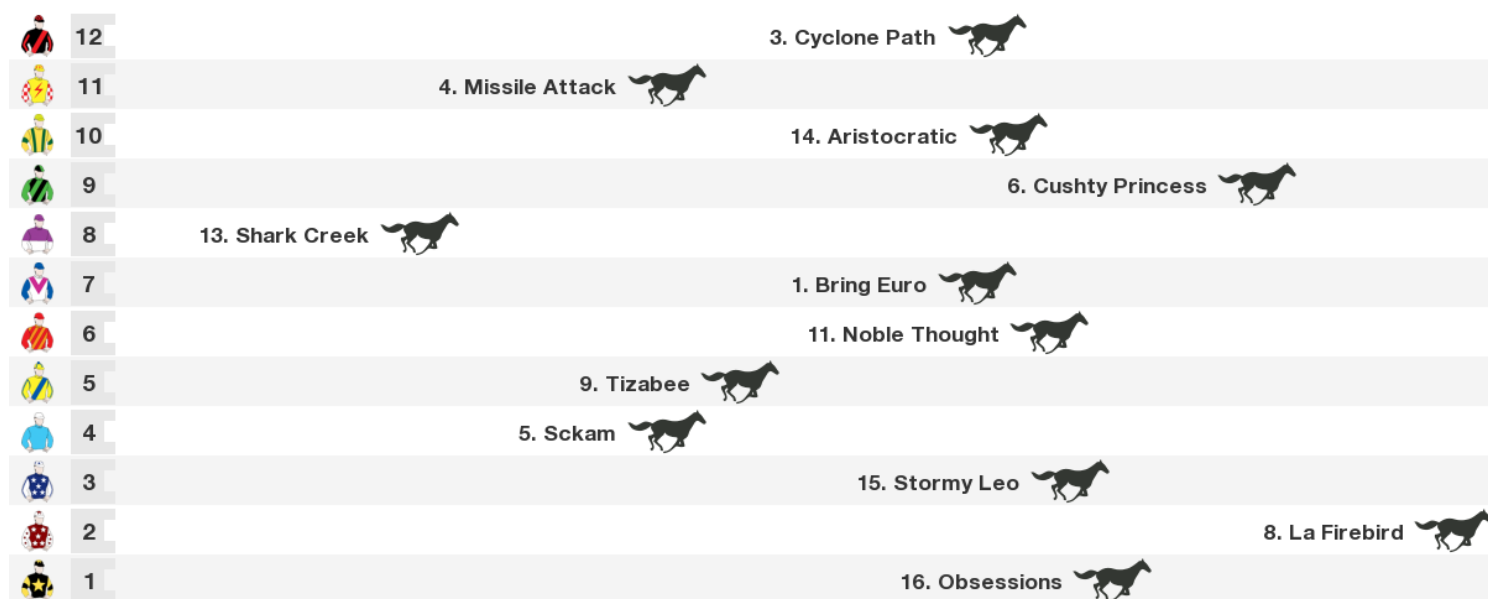 12 3. Cyclone Path
11 4. Missile Attack
10 14. Aristocratic
9 6. Cushty Princess
8 13. Shark Creek
7 1. Bring Euro
6 11. Noble Thought
5 9. Tizabee
4 5. Sckam
3 15. Stormy Leo
2 8. La Firebird
1 16. Obsessions